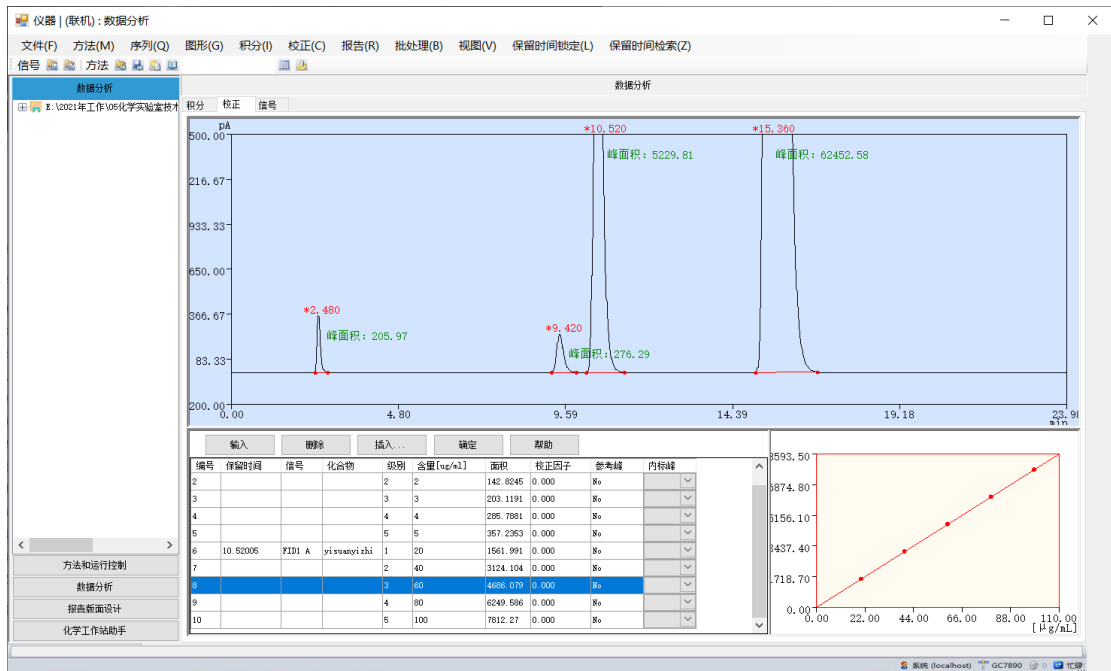 仪器 | (联机) : 数据分析
文件(F) 方法(M) 序列(Q) 图形(G) 积分(I) 校正(C) 报告(R) 批处理(B) 视图(V) 保留时间锁定(L) 保留时间检索(Z)
信号 方法
数据分析
数据分析
E:\2021年工作\05化学实验室技术
积分 校正 信号
pA
500.00
216.67
933.33
650.00
366.67
83.33
200.00
*2.480
峰面积: 205.97
*9.420
峰面积: 276.29
*10.520
峰面积: 5229.81
*15.360
峰面积: 62452.58
0.00 4.80 9.59 14.39 19.18 23.98
min
输入 删除 插入... 确定 帮助
编号 保留时间 信号 化合物 级别 含量[ug/ml] 面积 校正因子 参考峰 内标峰
2 2 2 142.8245 0.000 No
3 3 3 203.1191 0.000 No
4 4 4 285.7881 0.000 No
5 5 5 357.2353 0.000 No
6 10.52005 FID1 A yisuanyizhi 1 20 1561.991 0.000 No
7 2 40 3124.104 0.000 No
8 3 60 4686.079 0.000 No
9 4 80 6249.586 0.000 No
10 5 100 7812.27 0.000 No
8593.50
6874.80
5156.10
3437.40
1718.70
0.00
0.00 22.00 44.00 66.00 88.00 110.00
[μg/mL]
方法和运行控制
数据分析
报告版面设计
化学工作站助手
系统 (localhost) GC7890 0 忙碌